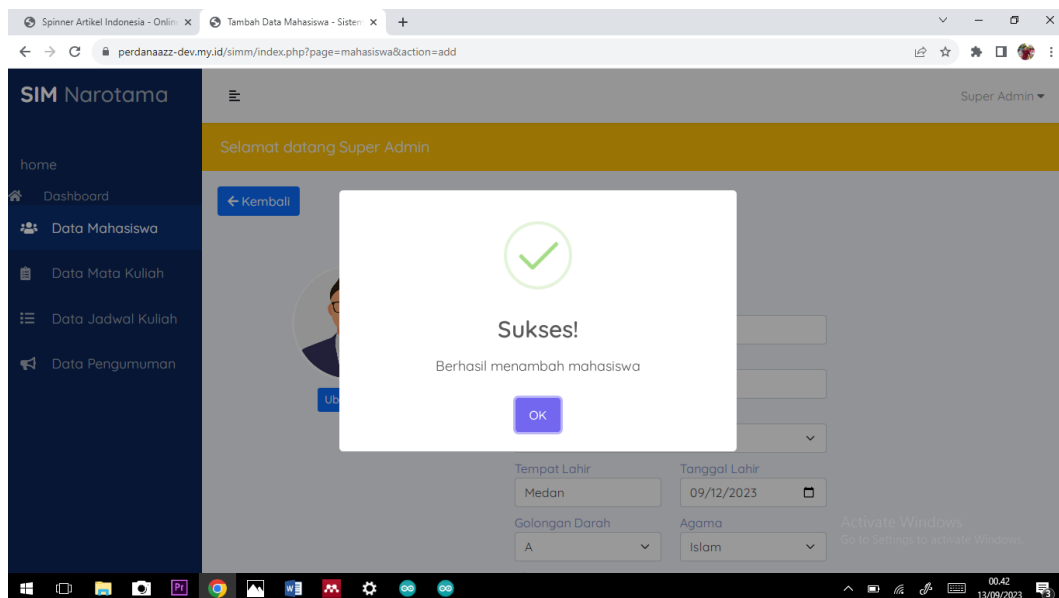 Spinner Artikel Indonesia - Onlin
Tambah Data Mahasiswa - Sistem
perdanaazz-dev.my.id/simm/index.php?page=mahasiswa&action=add
SIM Narotama
Super Admin
Selamat datang Super Admin
home
Dashboard
Data Mahasiswa
Data Mata Kuliah
Data Jadwal Kuliah
Data Pengumuman
Kembali
Ub
Sukses!
Berhasil menambah mahasiswa
OK
Tempat Lahir
Tanggal Lahir
Medan
09/12/2023
Golongan Darah
Agama
A
Islam
Activate Windows
Go to Settings to activate Windows.
Pr
00.42
13/09/2023
3